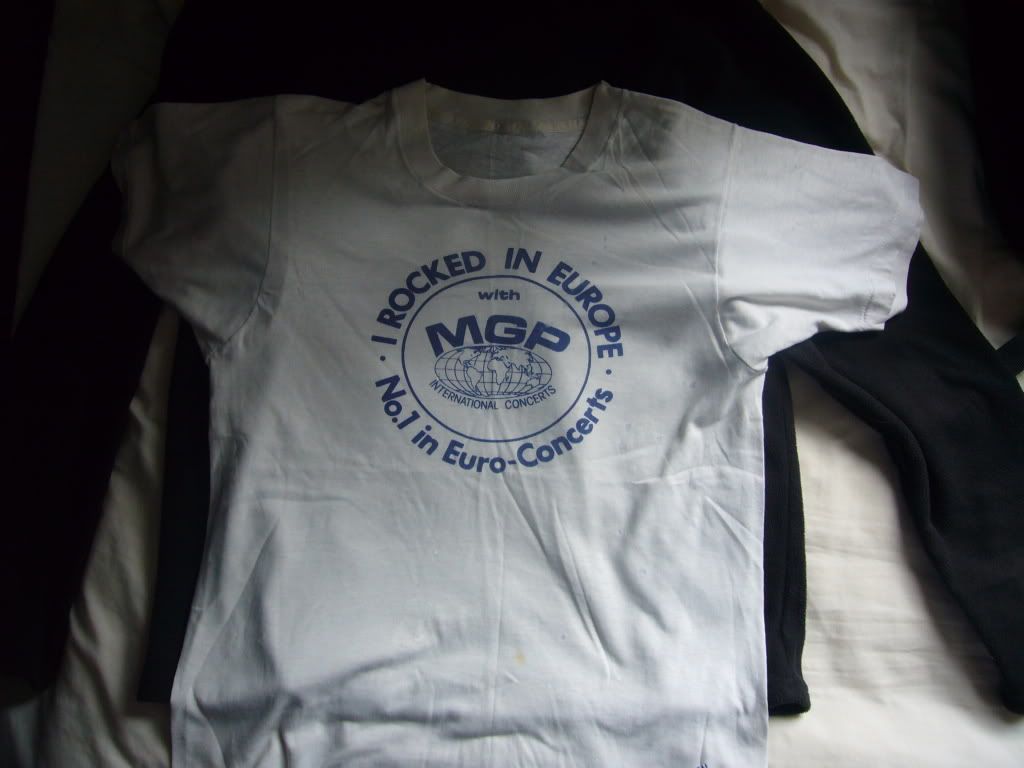 · I ROCKED IN EUROPE ·
with
MGP
INTERNATIONAL CONCERTS
No.1 in Euro-Concerts